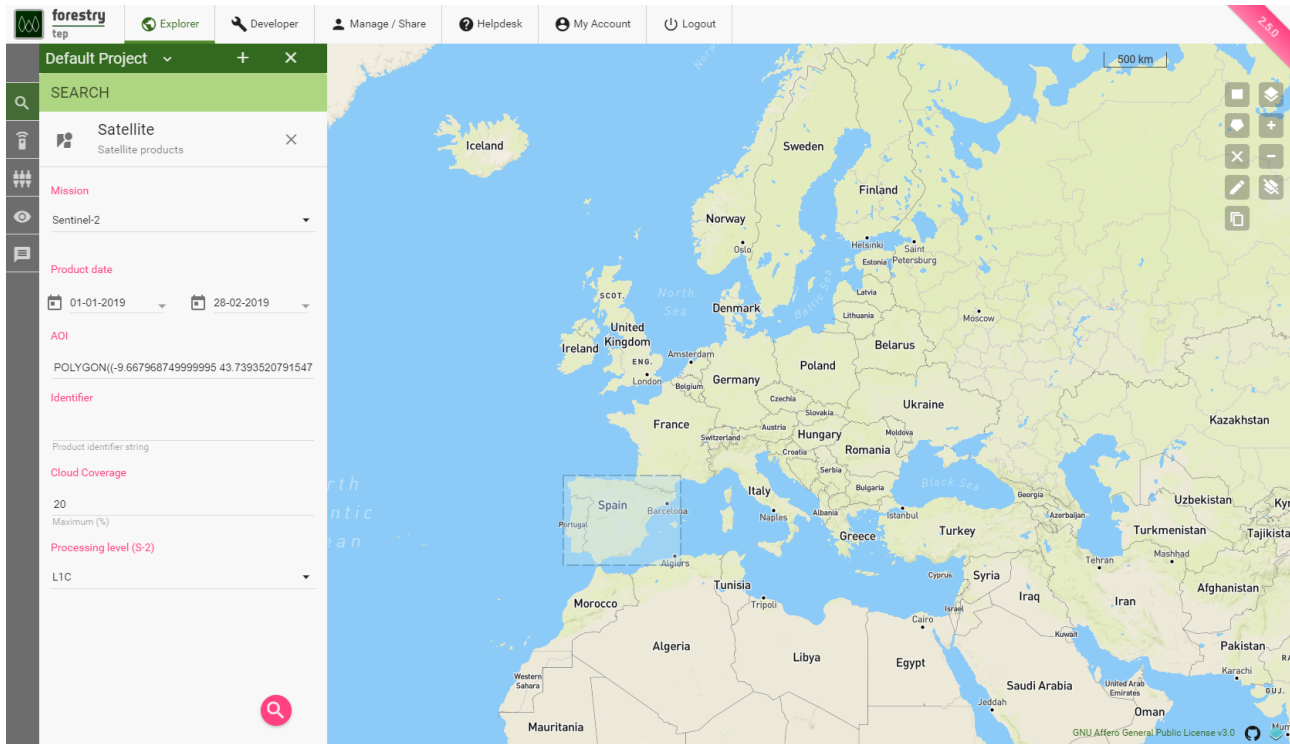 forestry
tep
Explorer
Developer
Manage / Share
Helpdesk
My Account
Logout
2.5.0
Default Project
SEARCH
Satellite
Satellite products
Mission
Sentinel-2
Product date
01-01-2019
28-02-2019
AOI
POLYGON((-9.667968749999995 43.7393520791547
Identifier
Product identifier string
Cloud Coverage
20
Maximum (%)
Processing level (S-2)
L1C
500 km
Iceland
Sweden
Finland
Norway
Oslo
Helsinki
Saint
Petersburg
Estonia
SCOT.
North
Sea
Denmark
Baltic Sea
Latvia
Lithuania
Moscow
United
Kingdom
Ireland
ENG.
London
Amsterdam
Belgium
Germany
Poland
Belarus
Czechia
Slovakia
Ukraine
Kazakhstan
France
Switzerland
Austria
Hungary
Moldova
Croatia
Romania
Serbia
Italy
Bulgaria
Black Sea
Georgia
Uzbekistan
Spain
Barcelona
Portugal
Naples
Albania
Istanbul
Azerbaijan
Greece
Turkey
Turkmenistan
Mashhad
Algiers
Tehran
Tunisia
Cyprus
Syria
Afghanistan
Morocco
Tripoli
Israel
Iraq
Iran
Cairo
Kuwait
Algeria
Libya
Egypt
Pakistan
Karachi
Western
Sahara
Saudi Arabia
United Arab
Emirates
GUJ.
Jeddah
Oman
Mauritania
GNU Affero General Public License v3.0